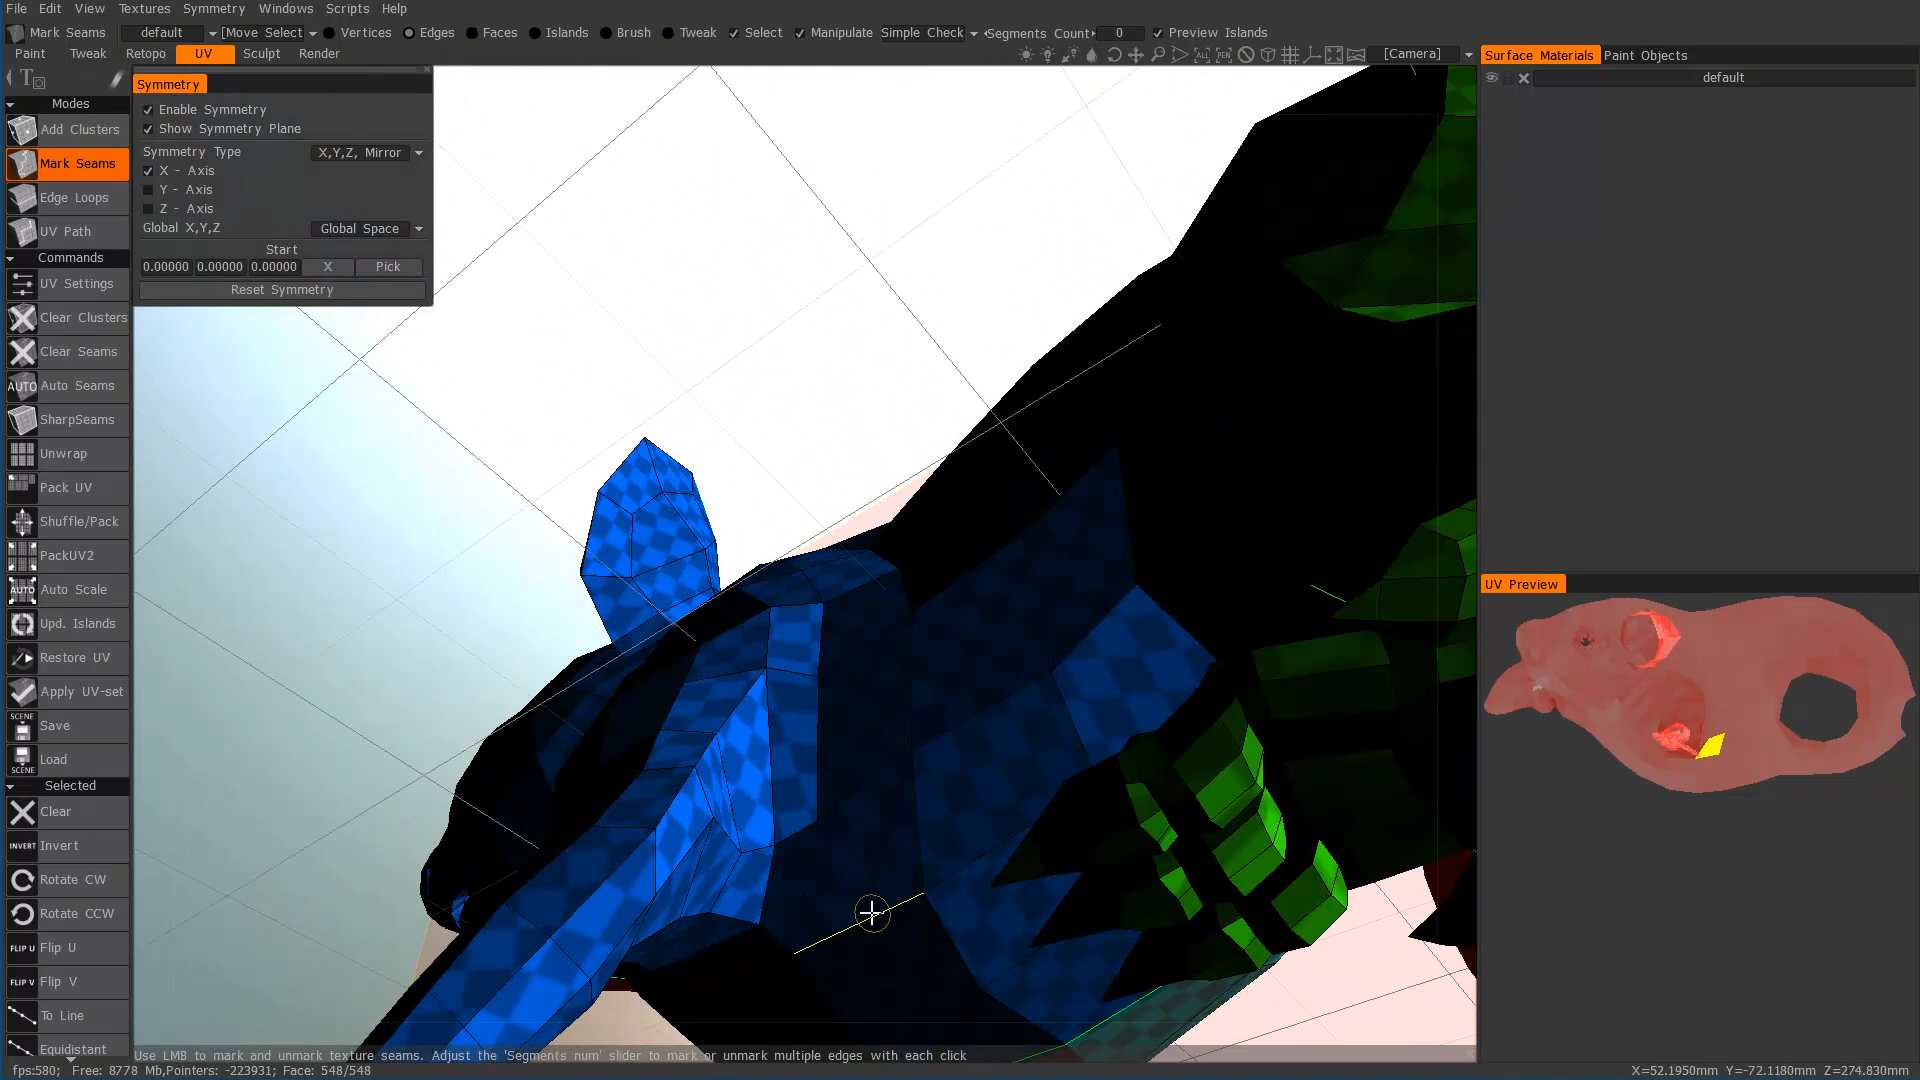 File Edit View Textures Symmetry Windows Scripts Help
Mark Seams default [Move Select] Vertices Edges Faces Islands Brush Tweak Select Manipulate Simple Check Segments Count 0 Preview Islands
Paint Tweak Retopo UV Sculpt Render
[Camera]
Surface Materials Paint Objects
default
Symmetry
Enable Symmetry
Show Symmetry Plane
Symmetry Type X,Y,Z, Mirror
X - Axis
Y - Axis
Z - Axis
Global X,Y,Z Global Space
Start
0.00000 0.00000 0.00000 X Pick
Reset Symmetry
Modes
Add Clusters
Mark Seams
Edge Loops
UV Path
Commands
UV Settings
Clear Clusters
Clear Seams
AUTO Auto Seams
SharpSeams
Unwrap
Pack UV
Shuffle/Pack
PackUV2
AUTO Auto Scale
Upd. Islands
Restore UV
Apply UV-set
SCENE Save
Load SCENE
Selected
Clear
INVERT Invert
Rotate CW
Rotate CCW
FLIP U Flip U
FLIP V Flip V
To Line
Equidistant
UV Preview
Use LMB to mark and unmark texture seams. Adjust the 'Segments num' slider to mark or unmark multiple edges with each click
fps:580; Free: 8778 Mb,Pointers: -223931; Face: 548/548
X=52.1950mm Y=-72.1180mm Z=274.830mm